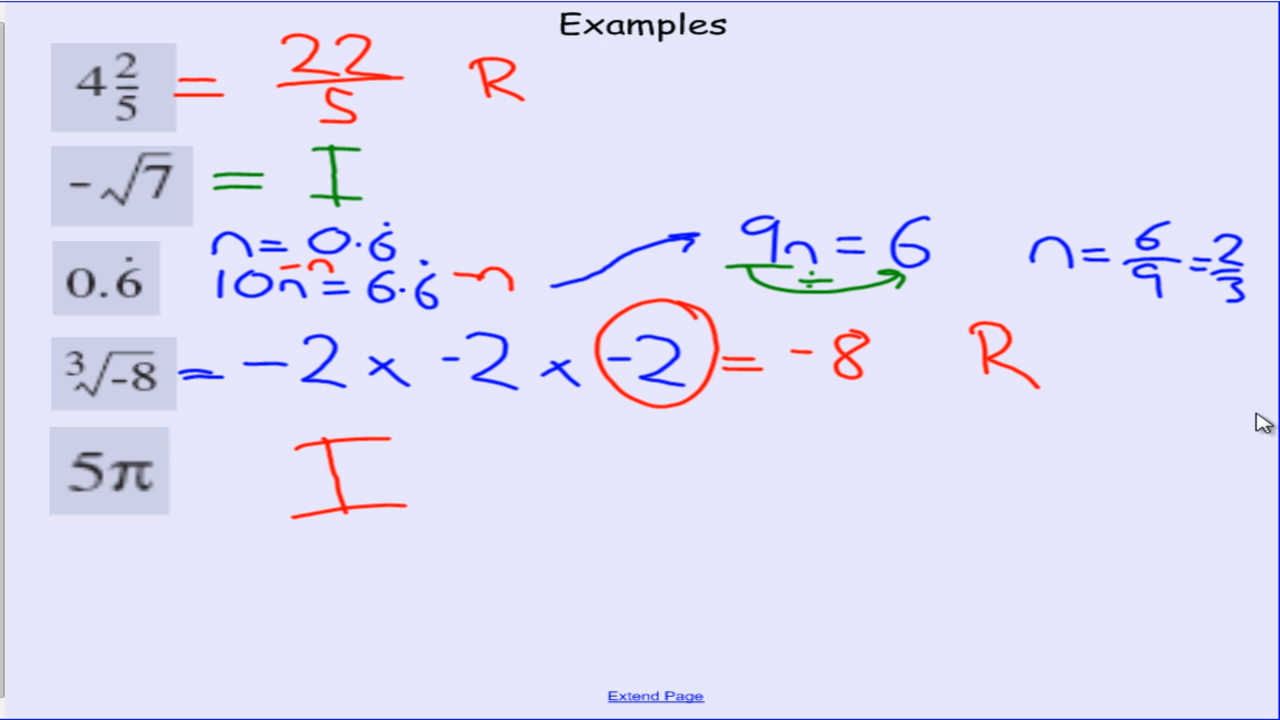 Examples
4 2/5 = 22/5 R
-√7 = I
n = 0.6̇
0.6̇ 10n - n = 6.6̇ - n → 9n = 6 ÷ n = 6/9 = 2/3
³√-8 = -2 × -2 × -2 = -8 R
5π I
Extend Page